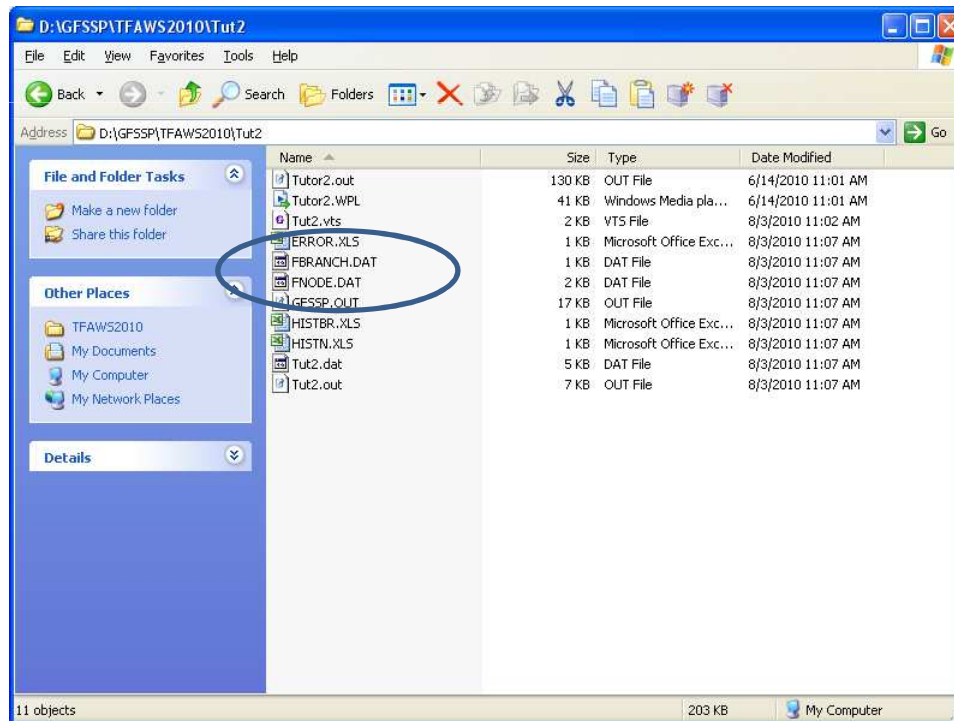 D:\GFSSP\TFAWS2010\Tut2
File Edit View Favorites Tools Help
Back Search Folders
Address D:\GFSSP\TFAWS2010\Tut2 Go
File and Folder Tasks
Make a new folder
Share this folder
Other Places
TFAWS2010
My Documents
My Computer
My Network Places
Details
Name Size Type Date Modified
Tutor2.out 130 KB OUT File 6/14/2010 11:01 AM
Tutor2.WPL 41 KB Windows Media pla... 6/14/2010 11:01 AM
Tut2.vts 2 KB VTS File 8/3/2010 11:02 AM
ERROR.XLS 1 KB Microsoft Office Exc... 8/3/2010 11:07 AM
FBRANCH.DAT 1 KB DAT File 8/3/2010 11:07 AM
FNODE.DAT 2 KB DAT File 8/3/2010 11:07 AM
GFSSP.OUT 17 KB OUT File 8/3/2010 11:07 AM
HISTBR.XLS 1 KB Microsoft Office Exc... 8/3/2010 11:07 AM
HISTN.XLS 1 KB Microsoft Office Exc... 8/3/2010 11:07 AM
Tut2.dat 5 KB DAT File 8/3/2010 11:07 AM
Tut2.out 7 KB OUT File 8/3/2010 11:07 AM
11 objects 203 KB My Computer